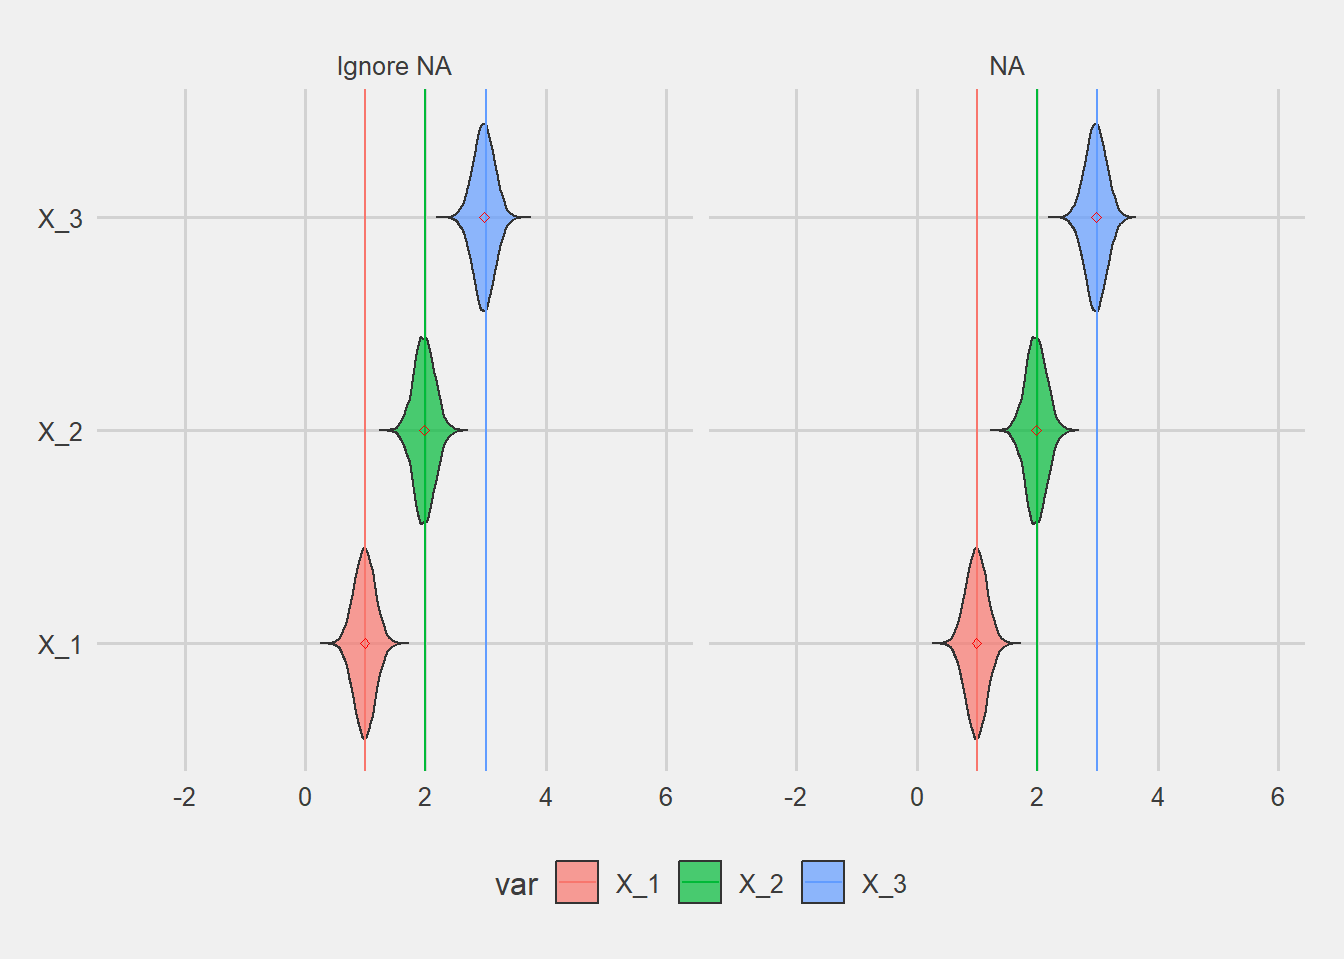 Ignore NA
NA
X_3
X_2
X_1
-2 0 2 4 6
-2 0 2 4 6
var X_1 X_2 X_3